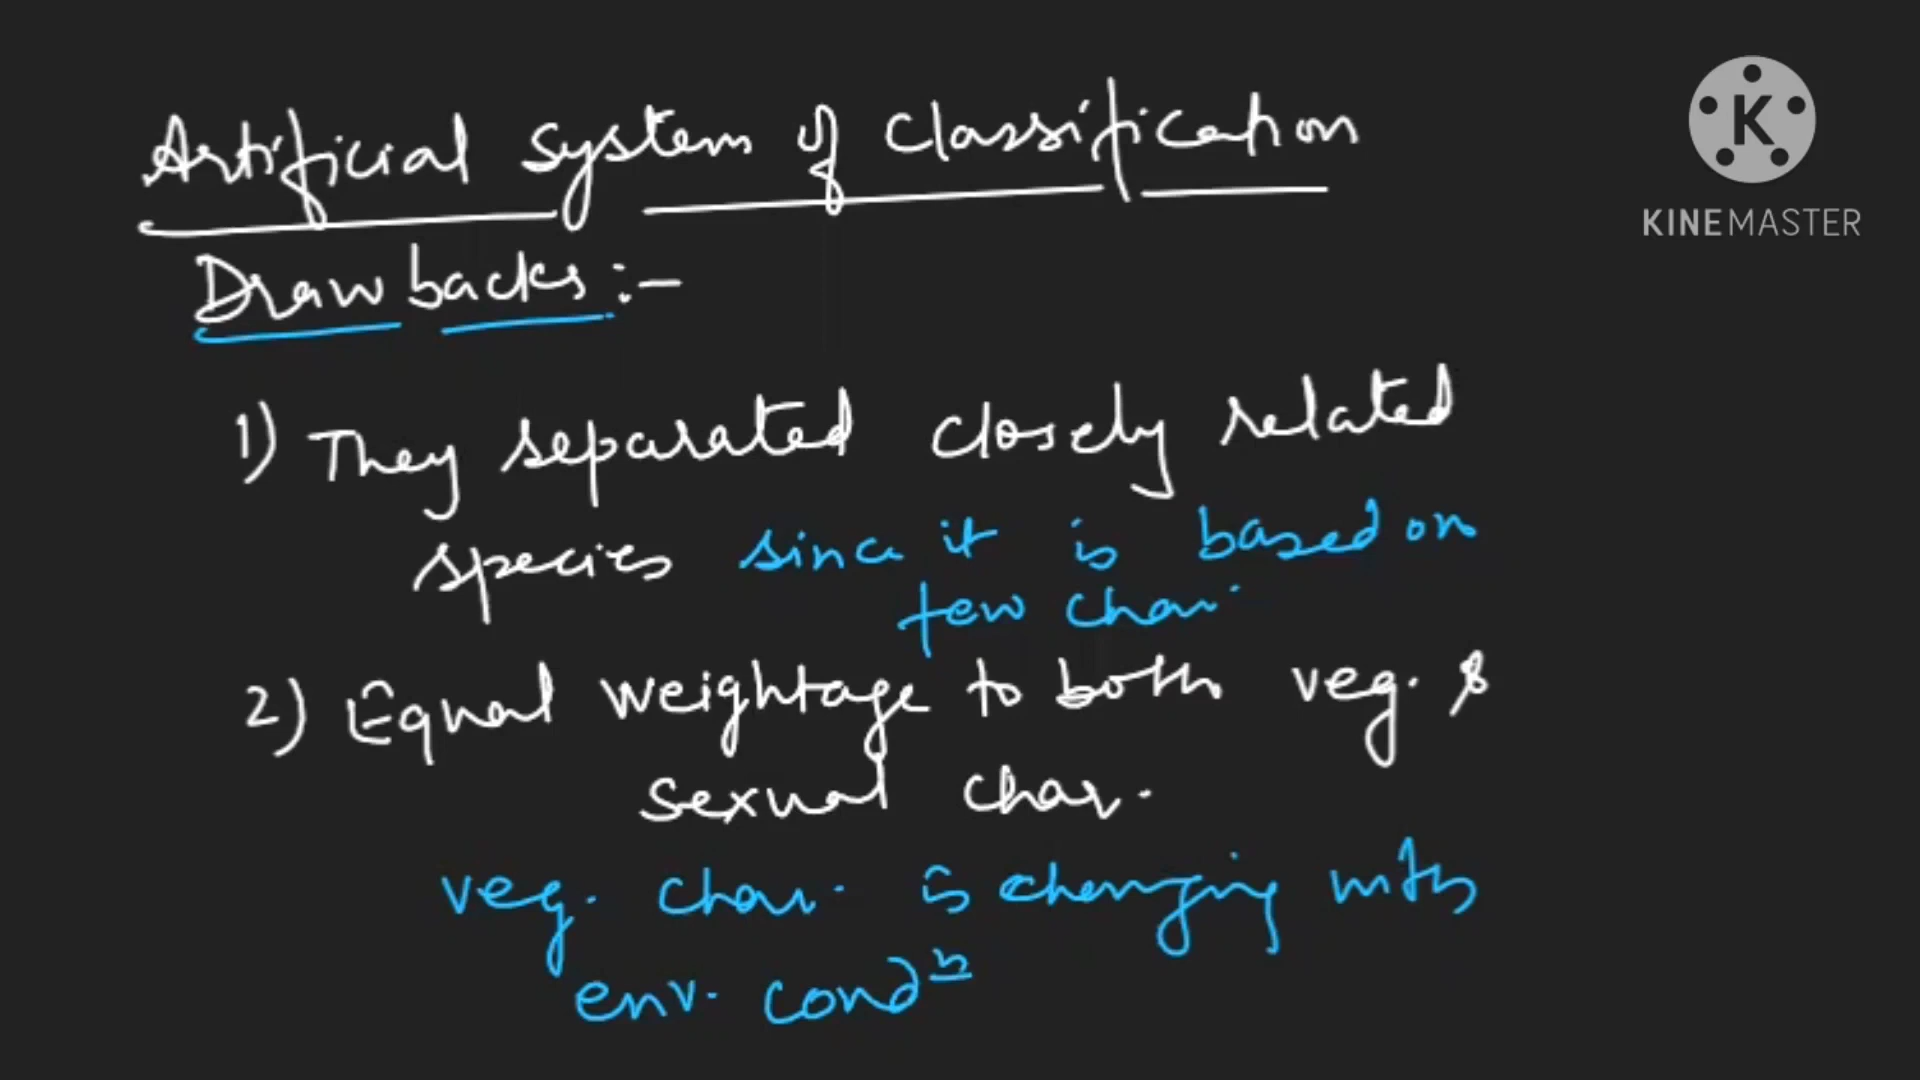 Artificial system of Classification
K
KINEMASTER
Drawbacks :-
1) They separated closely related
species since it is based on
few char.
2) Equal weightage to both veg. &
sexual char.
veg. char. is changing with
env. condn